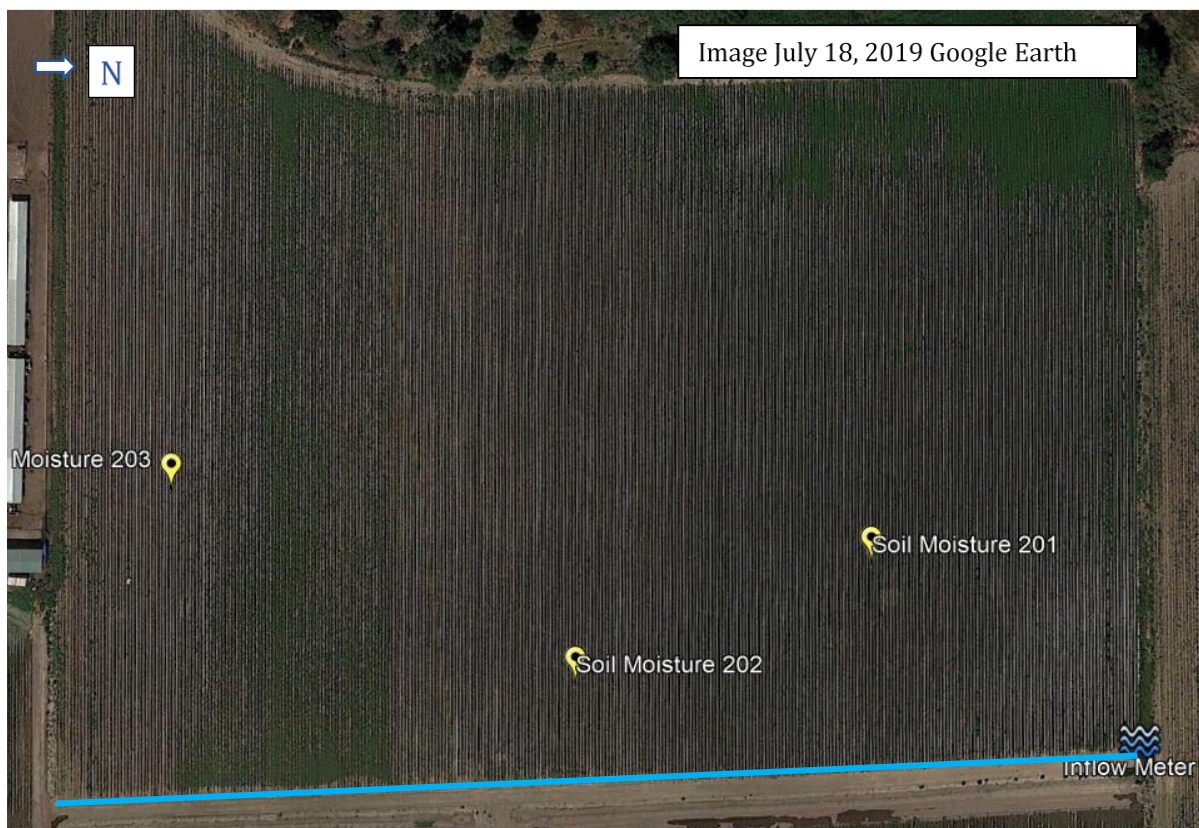 N
Image July 18, 2019 Google Earth
Moisture 203
Soil Moisture 201
Soil Moisture 202
Inflow Meter